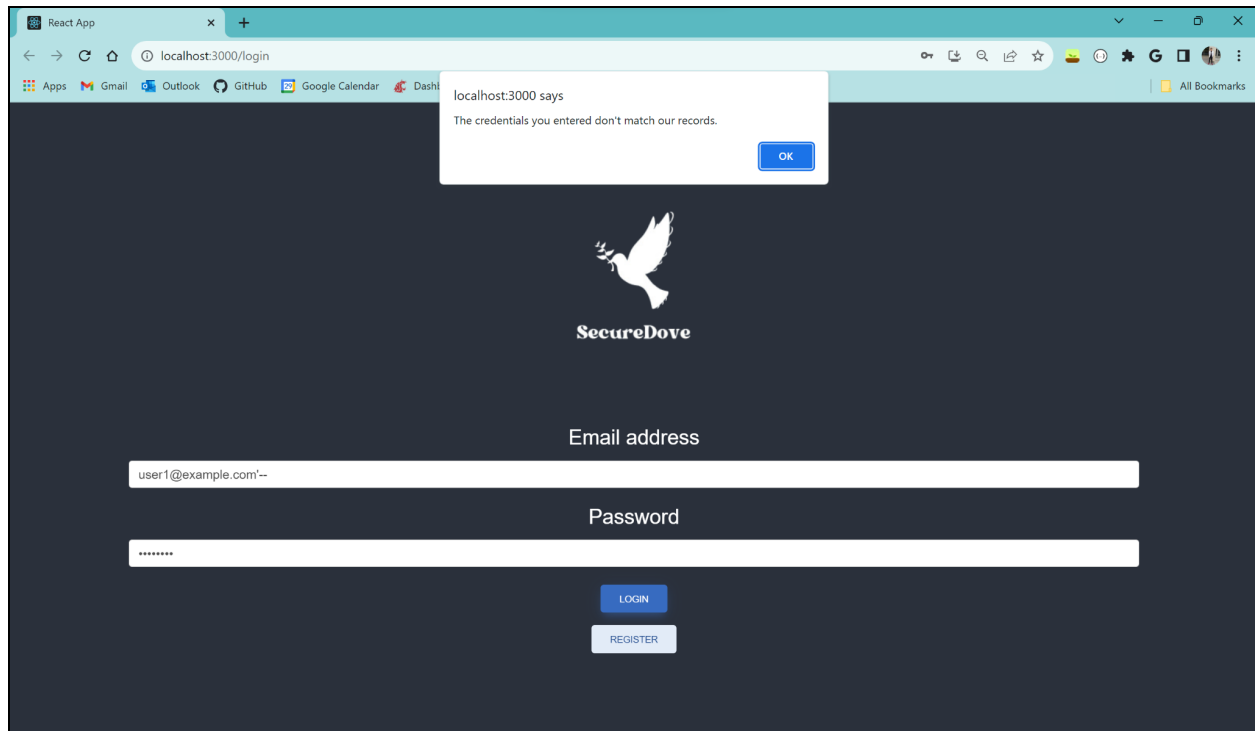 React App
localhost:3000/login
Apps Gmail Outlook GitHub 29 Google Calendar All Bookmarks
localhost:3000 says
The credentials you entered don't match our records.
OK
SecureDove
Email address
user1@example.com'--
Password
••••••••
LOGIN
REGISTER